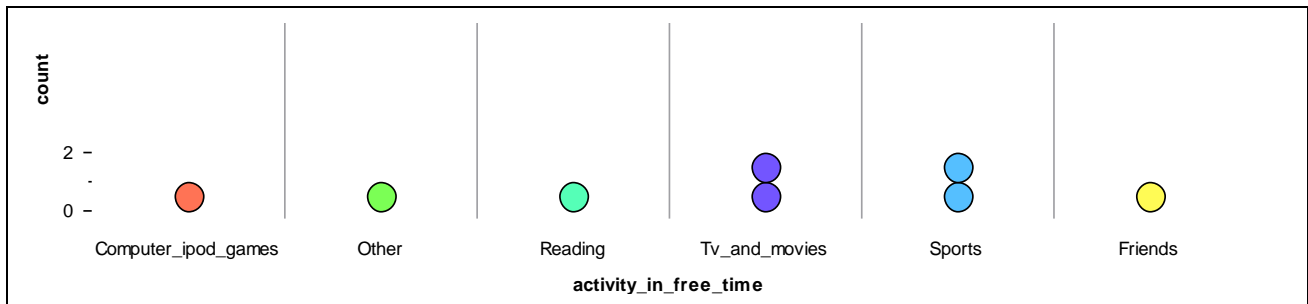 count
2
0
Computer_ipod_games Other Reading Tv_and_movies Sports Friends
activity_in_free_time